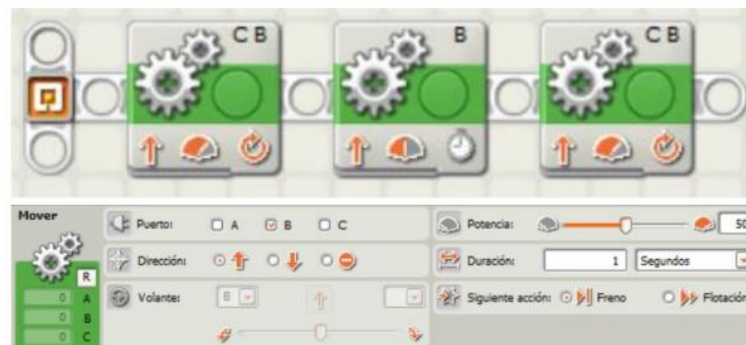 C B
B
C B
Mover
Puerto: A B C
Potencia: 50
Dirección:
Duración: 1 Segundos
R
0 A
Volante: B
Siguiente acción: Freno Flotación
0 B
0 C